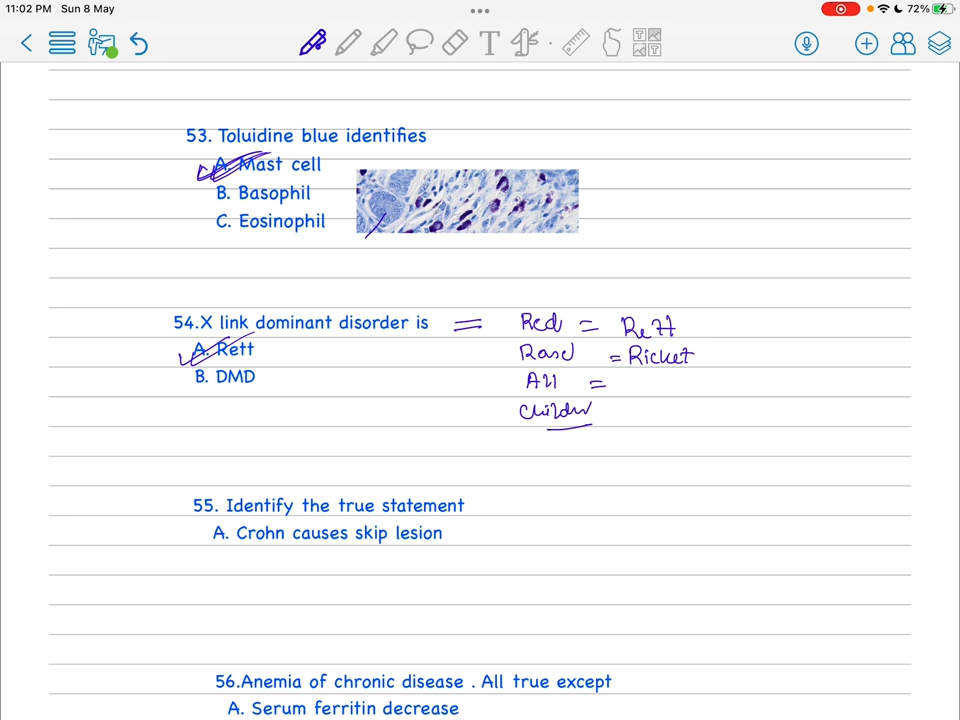 11:02 PM Sun 8 May
72%
53. Toluidine blue identifies
A. Mast cell
B. Basophil
C. Eosinophil
54.X link dominant disorder is = Red = Rett
A. Rett
= Ricket
B. DMD
All =
55. Identify the true statement
A. Crohn causes skip lesion
56.Anemia of chronic disease . All true except
A. Serum ferritin decrease